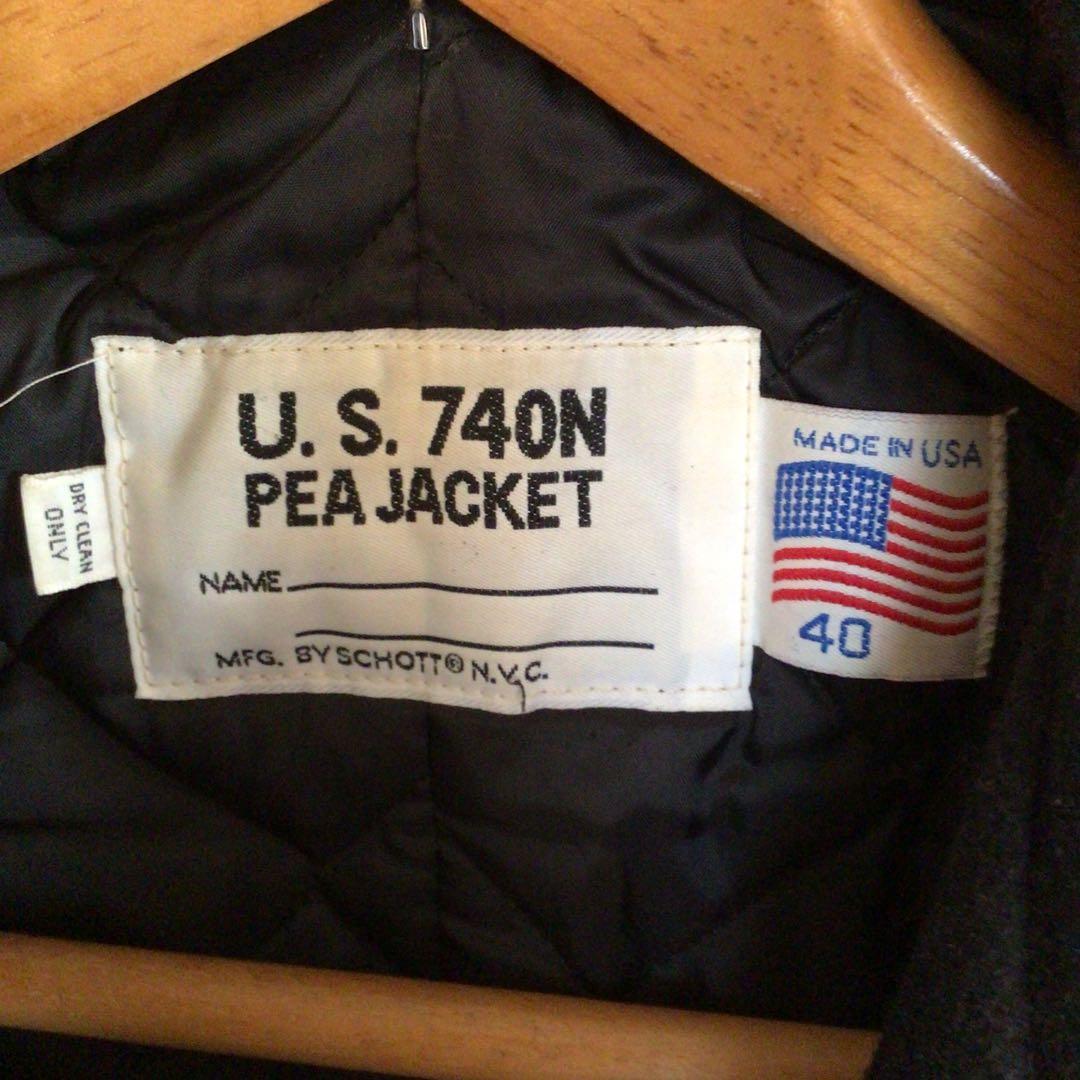 U. S. 740N
PEA JACKET
NAME
MFG. BY SCHOTT® N.Y.C.
DRY CLEAN
ONLY
MADE IN USA
40